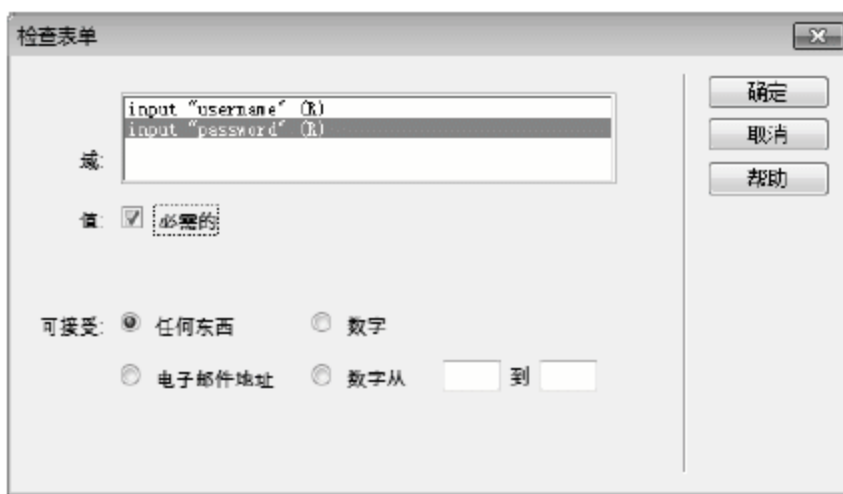 检查表单
input "username" (R)
input "password" (R)
域:
值: 必需的
可接受: 任何东西 数字
电子邮件地址 数字从 到
确定
取消
帮助